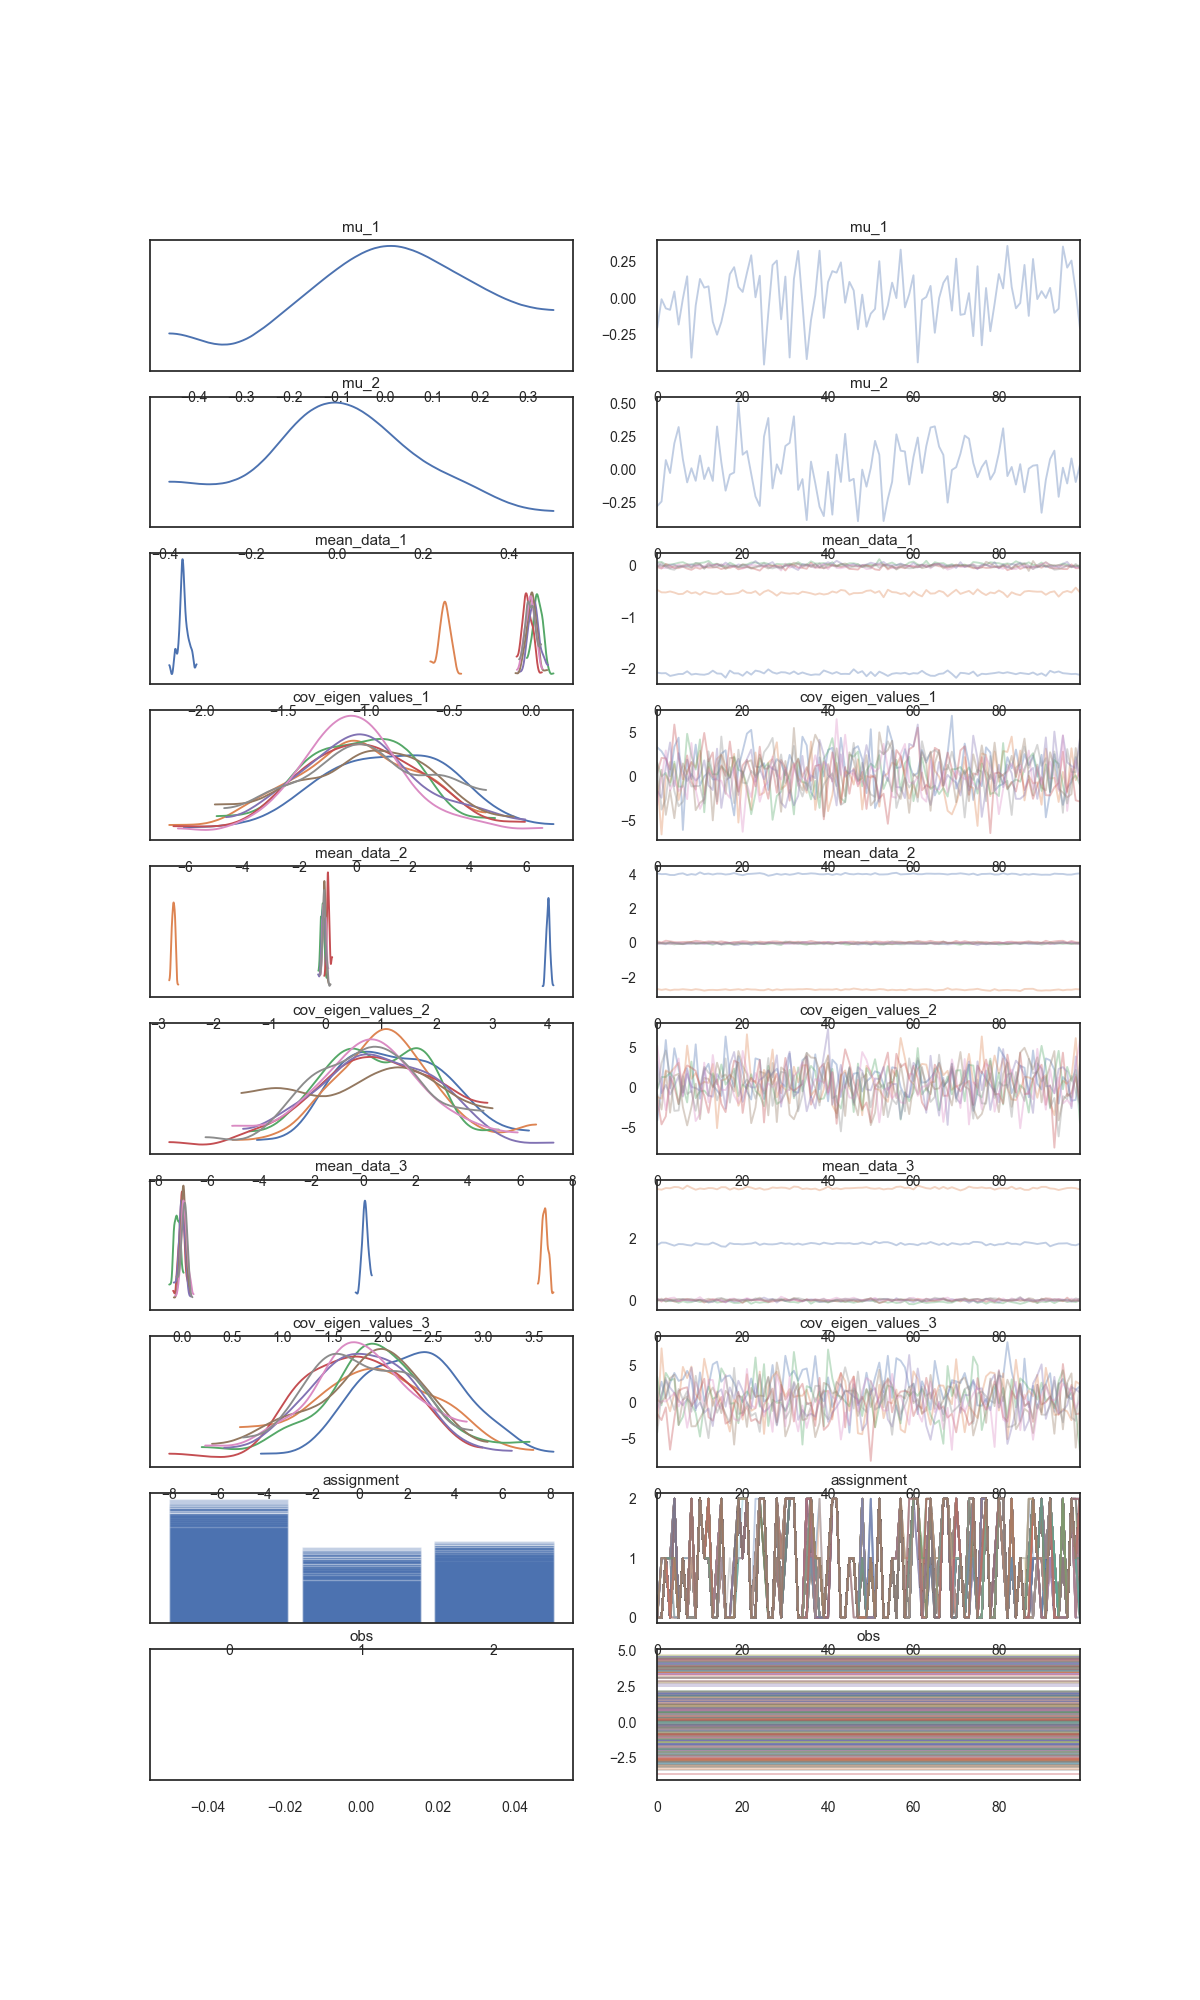 mu_1 mu_1
0.25
0.00
−0.25
mu_2 mu_2
−0.4 −0.3 −0.2 −0.1 0.0 0.1 0.2 0.3 0 20 40 60 80
0.50
0.25
0.00
−0.25
mean_data_1 mean_data_1
−0.4 −0.2 0.0 0.2 0.4 0 20 40 60 80
0
−1
−2
cov_eigen_values_1 cov_eigen_values_1
−2.0 −1.5 −1.0 −0.5 0.0 0 20 40 60 80
5
0
−5
mean_data_2 mean_data_2
−6 −4 −2 0 2 4 6 0 20 40 60 80
4
2
0
−2
cov_eigen_values_2 cov_eigen_values_2
−3 −2 −1 0 1 2 3 4 0 20 40 60 80
5
0
−5
mean_data_3 mean_data_3
−8 −6 −4 −2 0 2 4 6 8 0 20 40 60 80
2
0
cov_eigen_values_3 cov_eigen_values_3
0.0 0.5 1.0 1.5 2.0 2.5 3.0 3.5 0 20 40 60 80
5
0
−5
assignment assignment
−8 −6 −4 −2 0 2 4 6 8 0 20 40 60 80
2
1
0
obs obs
0 1 2 0 20 40 60 80
5.0
2.5
0.0
−2.5
−0.04 −0.02 0.00 0.02 0.04 0 20 40 60 80